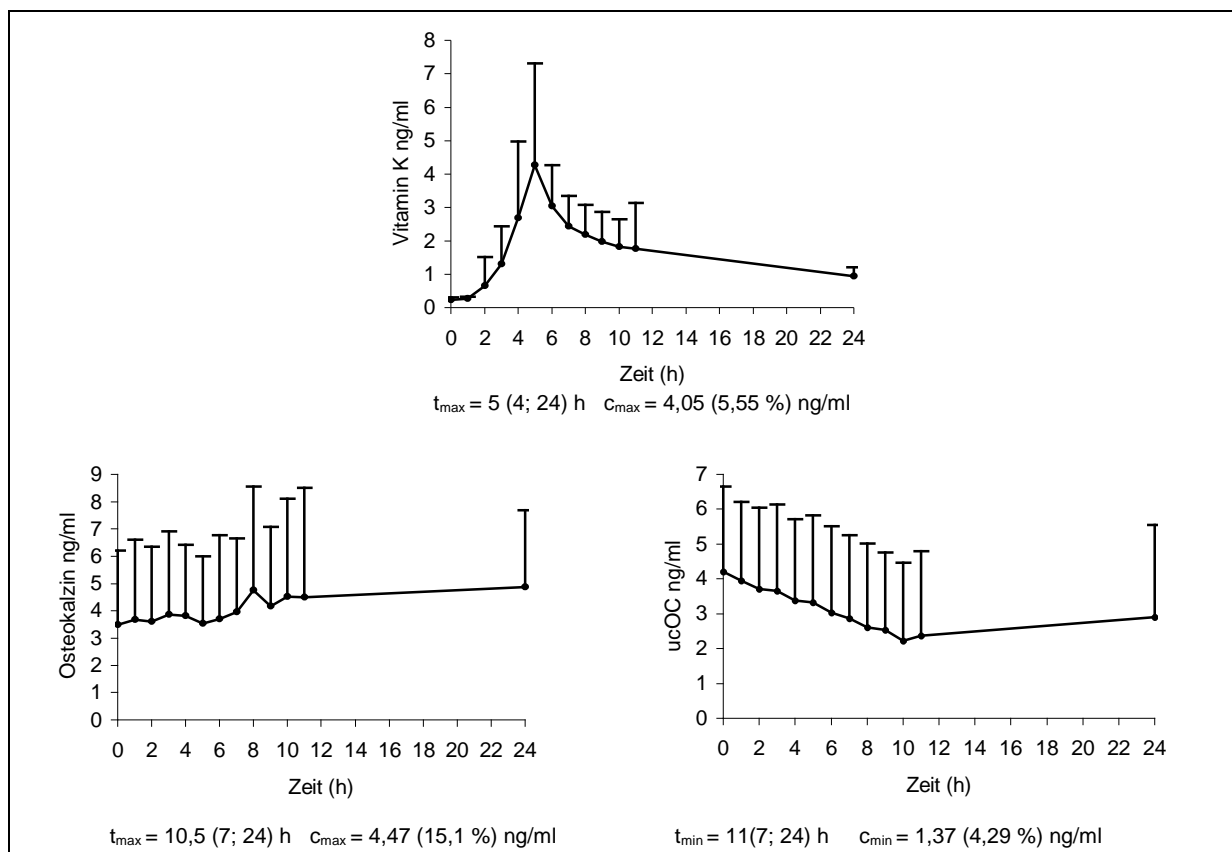 8
7
6
5
4
3
2
1
0
Vitamin K ng/ml
0 2 4 6 8 10 12 14 16 18 20 22 24
Zeit (h)
tmax = 5 (4; 24) h cmax = 4,05 (5,55 %) ng/ml
9
8
7
6
5
4
3
2
1
0
Osteokalzin ng/ml
0 2 4 6 8 10 12 14 16 18 20 22 24
Zeit (h)
tmax = 10,5 (7; 24) h cmax = 4,47 (15,1 %) ng/ml
7
6
5
4
3
2
1
0
ucOC ng/ml
0 2 4 6 8 10 12 14 16 18 20 22 24
Zeit (h)
tmin = 11(7; 24) h cmin = 1,37 (4,29 %) ng/ml